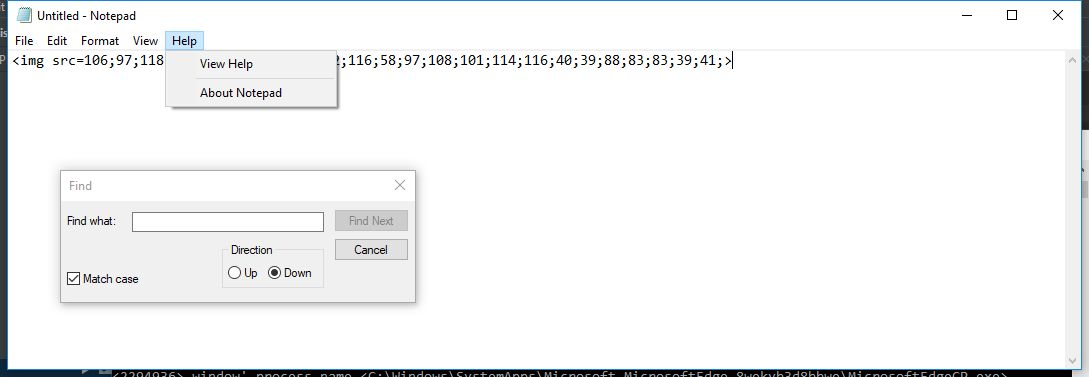 Untitled - Notepad
File Edit Format View Help
<img src=106;97;118 2;116;58;97;108;101;114;116;40;39;88;83;83;39;41;>
View Help
About Notepad
Find
Find what:
Find Next
Direction
Cancel
Up Down
Match case
<2294936> window' process name <C:\Windows\SystemApps\Microsoft.MicrosoftEdge_8wekyb3d8bbwe\MicrosoftEdgeCP.exe>